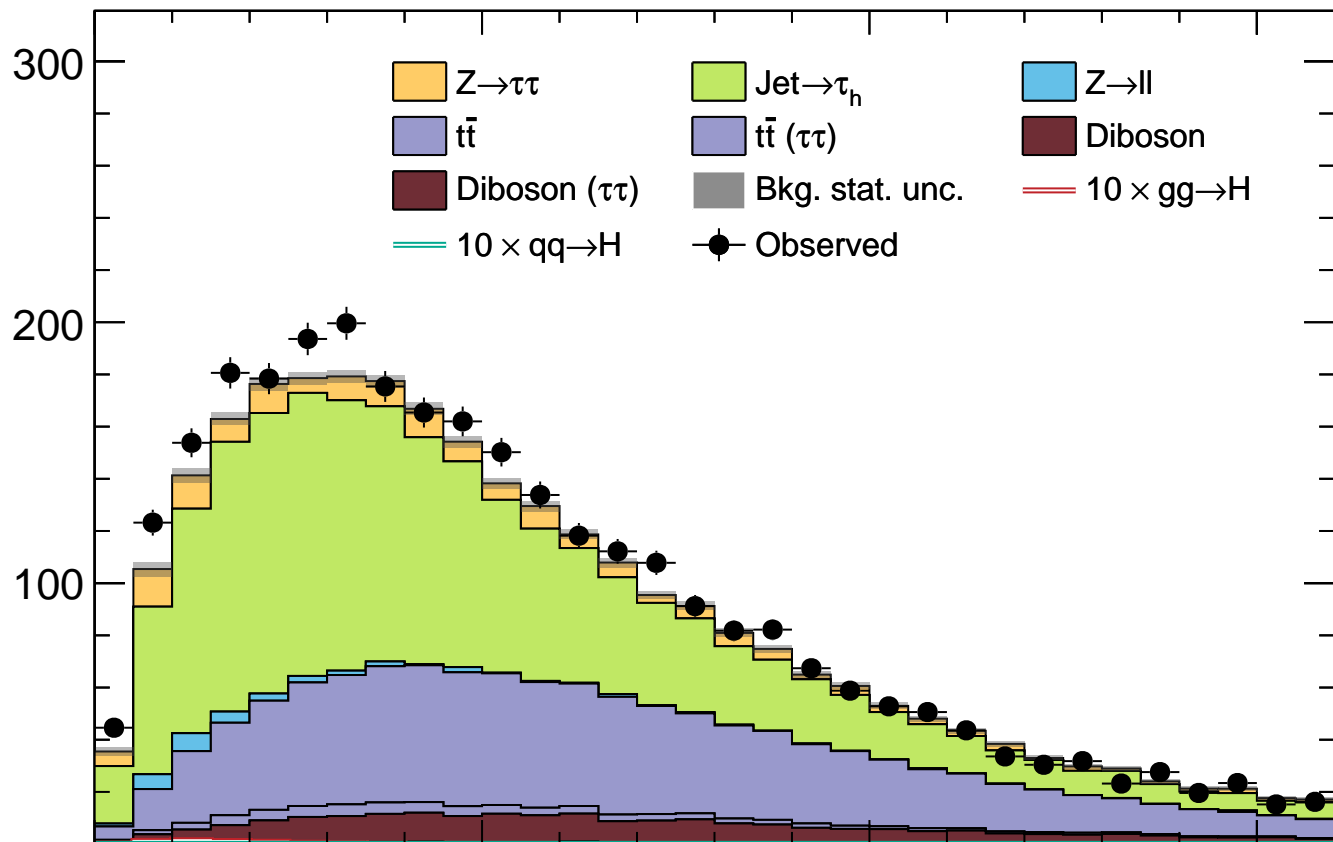 300
Z→ττ Jet→τh Z→ll
tt̄ tt̄ (ττ) Diboson
Diboson (ττ) Bkg. stat. unc. 10 × gg→H
10 × qq→H Observed
200
100